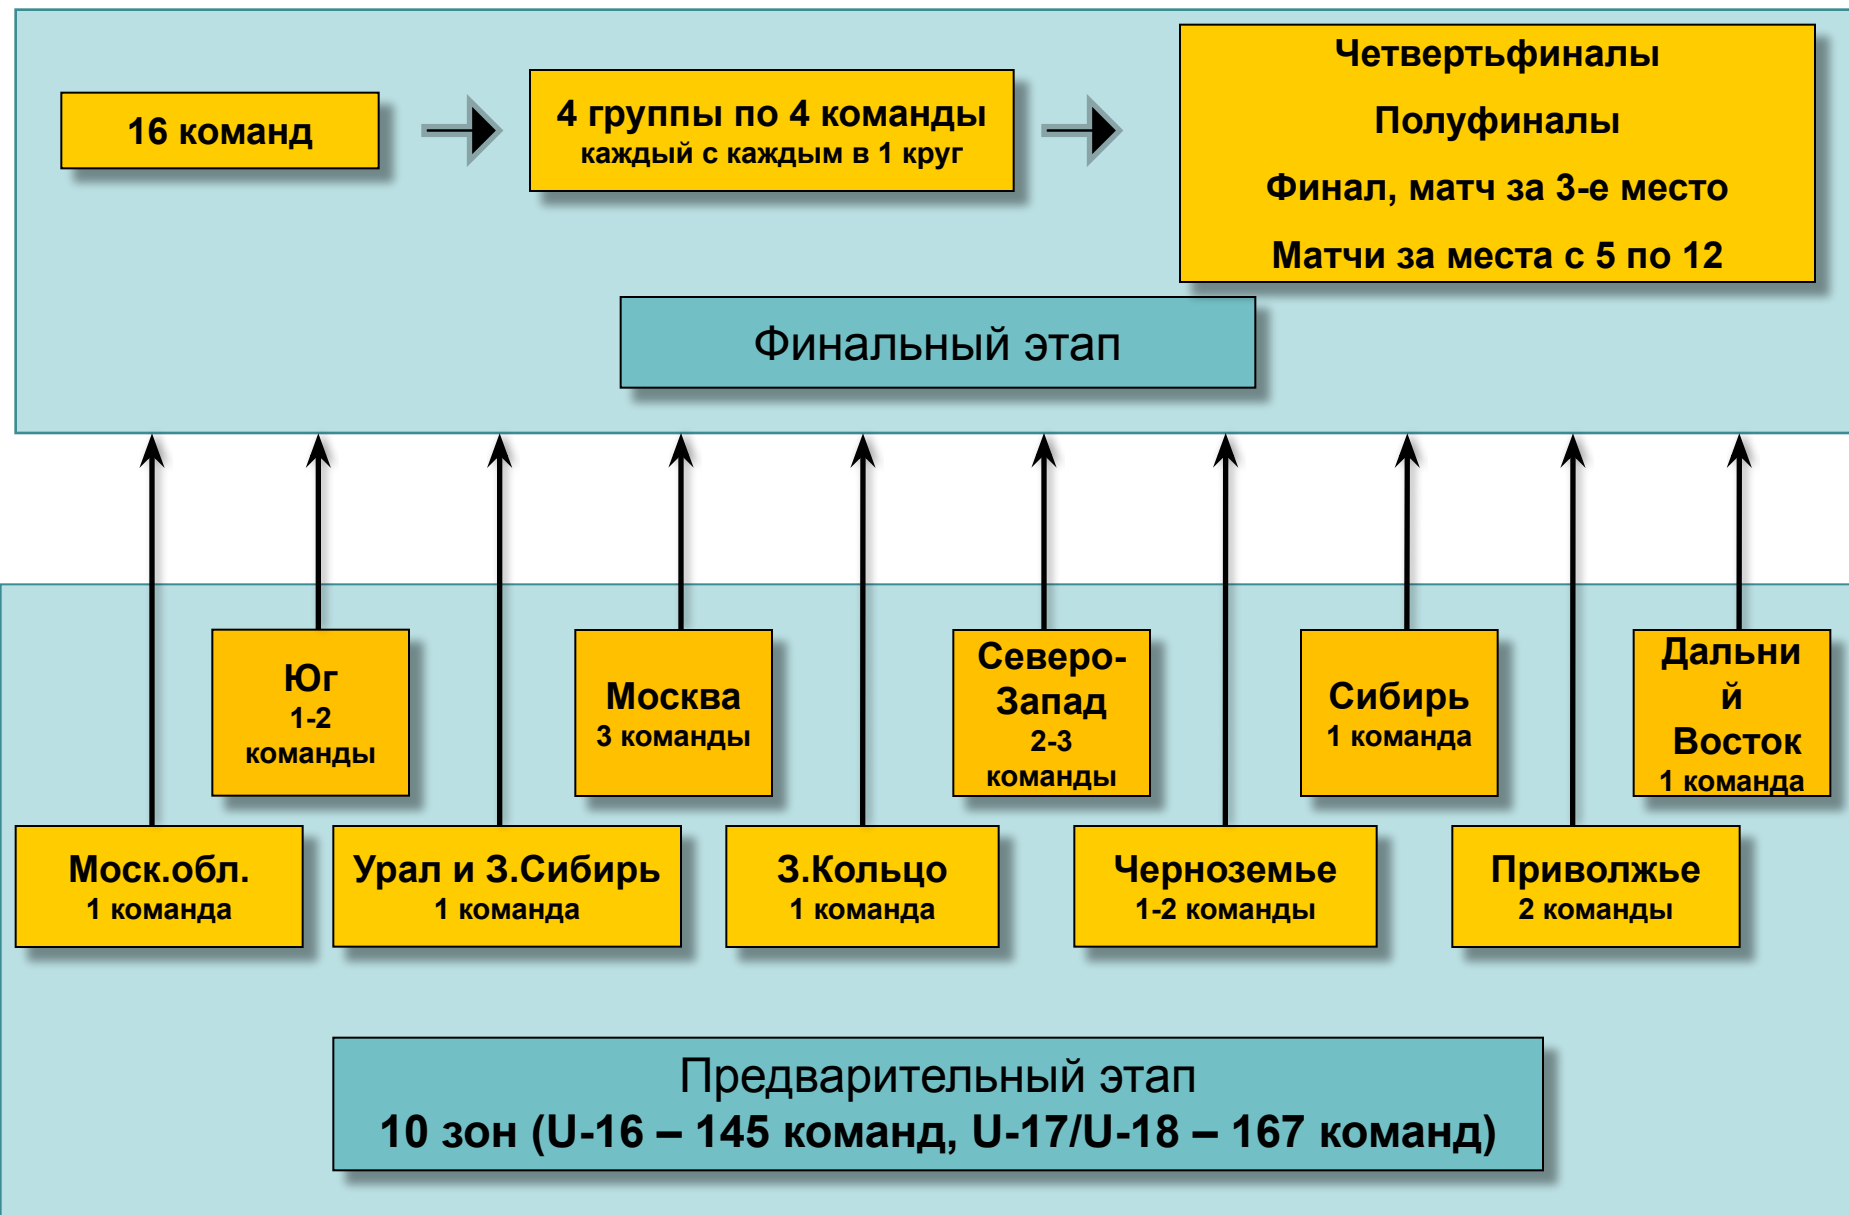 16 команд
4 группы по 4 команды
каждый с каждым в 1 круг
Четвертьфиналы
Полуфиналы
Финал, матч за 3-е место
Матчи за места с 5 по 12
Финальный этап
Юг
1-2
команды
Москва
3 команды
Северо-
Запад
2-3
команды
Сибирь
1 команда
Дальни
й
Восток
1 команда
Моск.обл.
1 команда
Урал и З.Сибирь
1 команда
З.Кольцо
1 команда
Черноземье
1-2 команды
Приволжье
2 команды
Предварительный этап
10 зон (U-16 – 145 команд, U-17/U-18 – 167 команд)